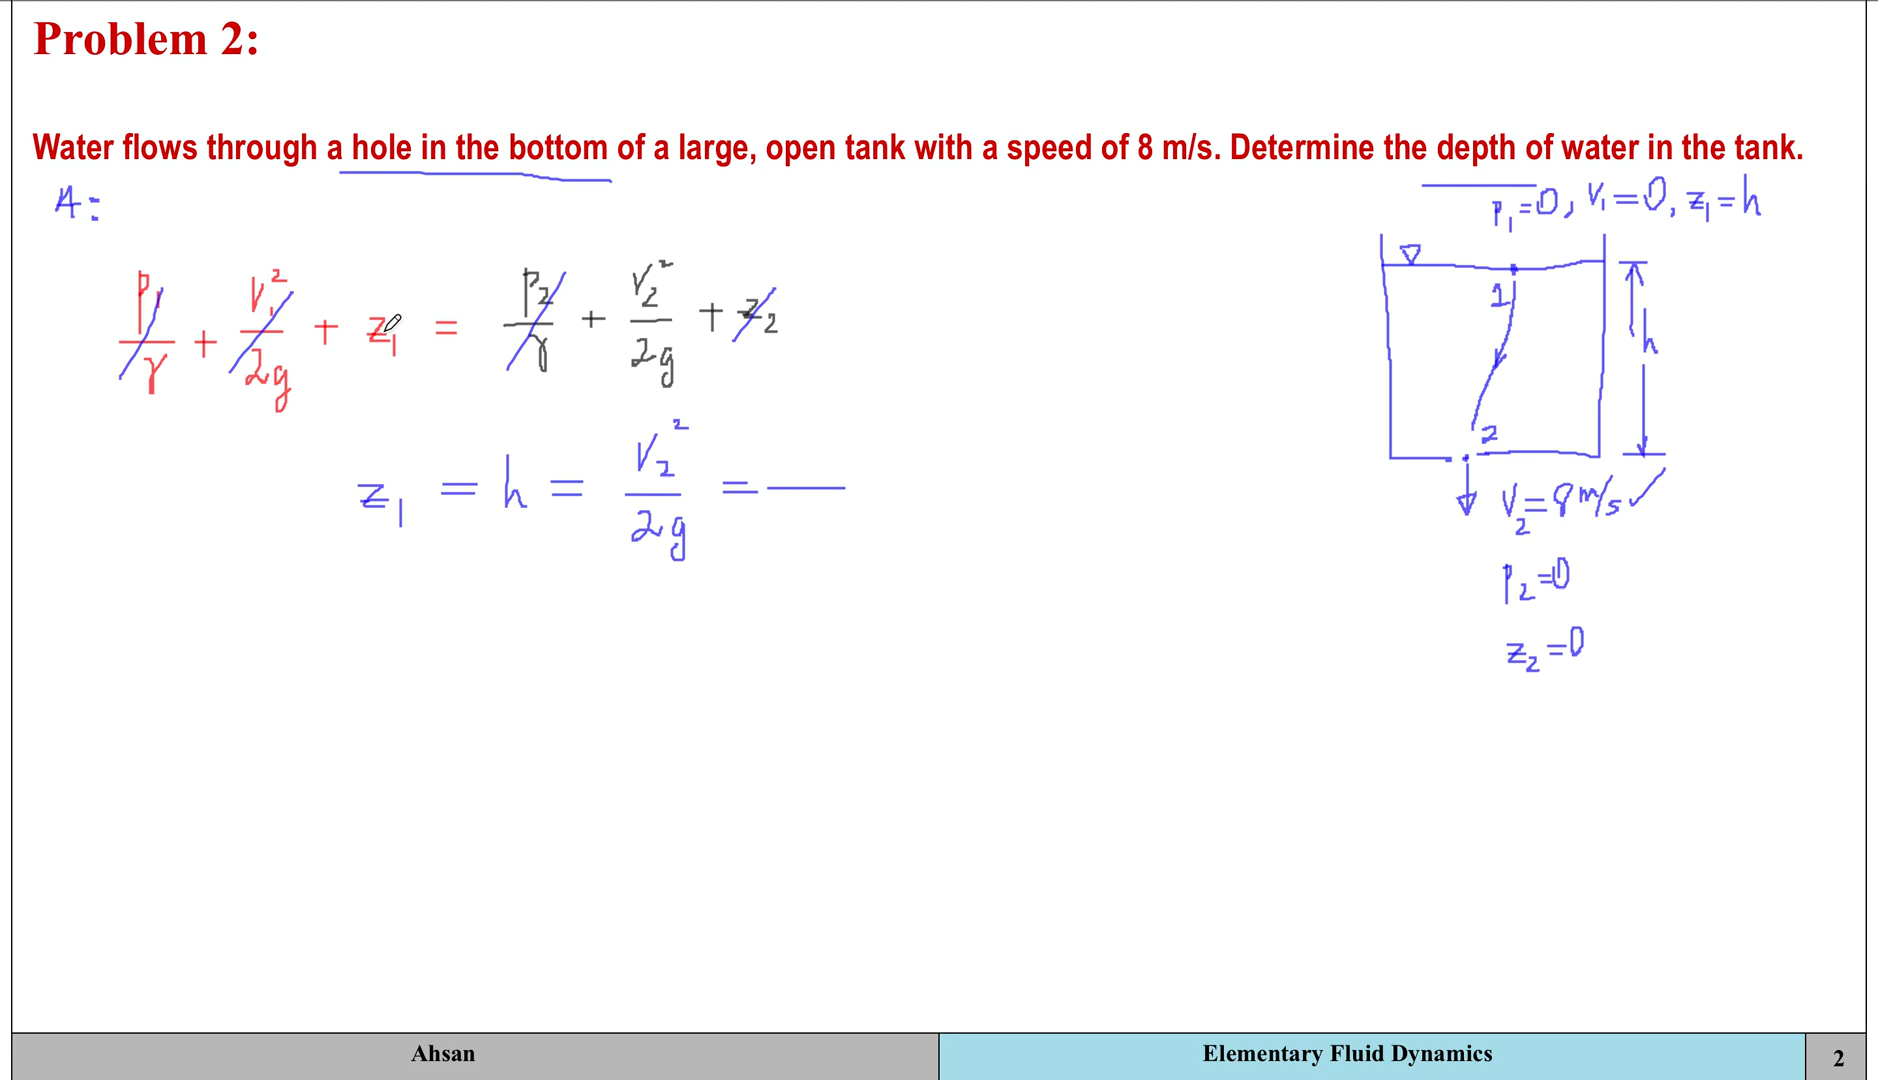 Problem 2:
Water flows through a hole in the bottom of a large, open tank with a speed of 8 m/s. Determine the depth of water in the tank.
A:
P₁=0, V₁=0, z₁=h
P₁/γ + V₁²/2g + z₁ = P₂/γ + V₂²/2g + z₂
1
h
2
z₁ = h = V₂²/2g = —
V₂=8 m/s ✓
P₂=0
z₂=0
Ahsan
Elementary Fluid Dynamics
2